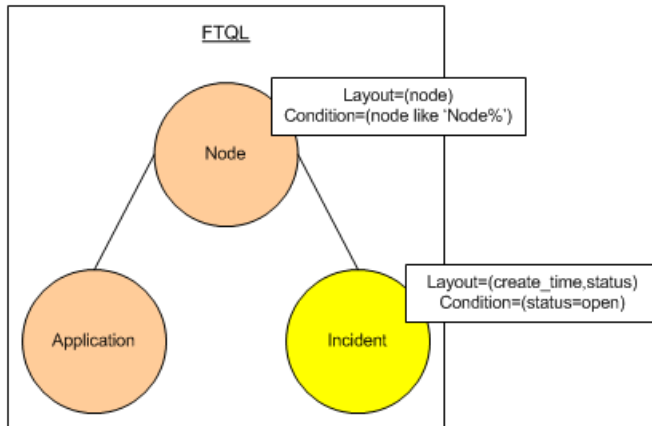 FTQL
Layout=(node)
Condition=(node like ‘Node%’)
Node
Layout=(create_time,status)
Condition=(status=open)
Application
Incident